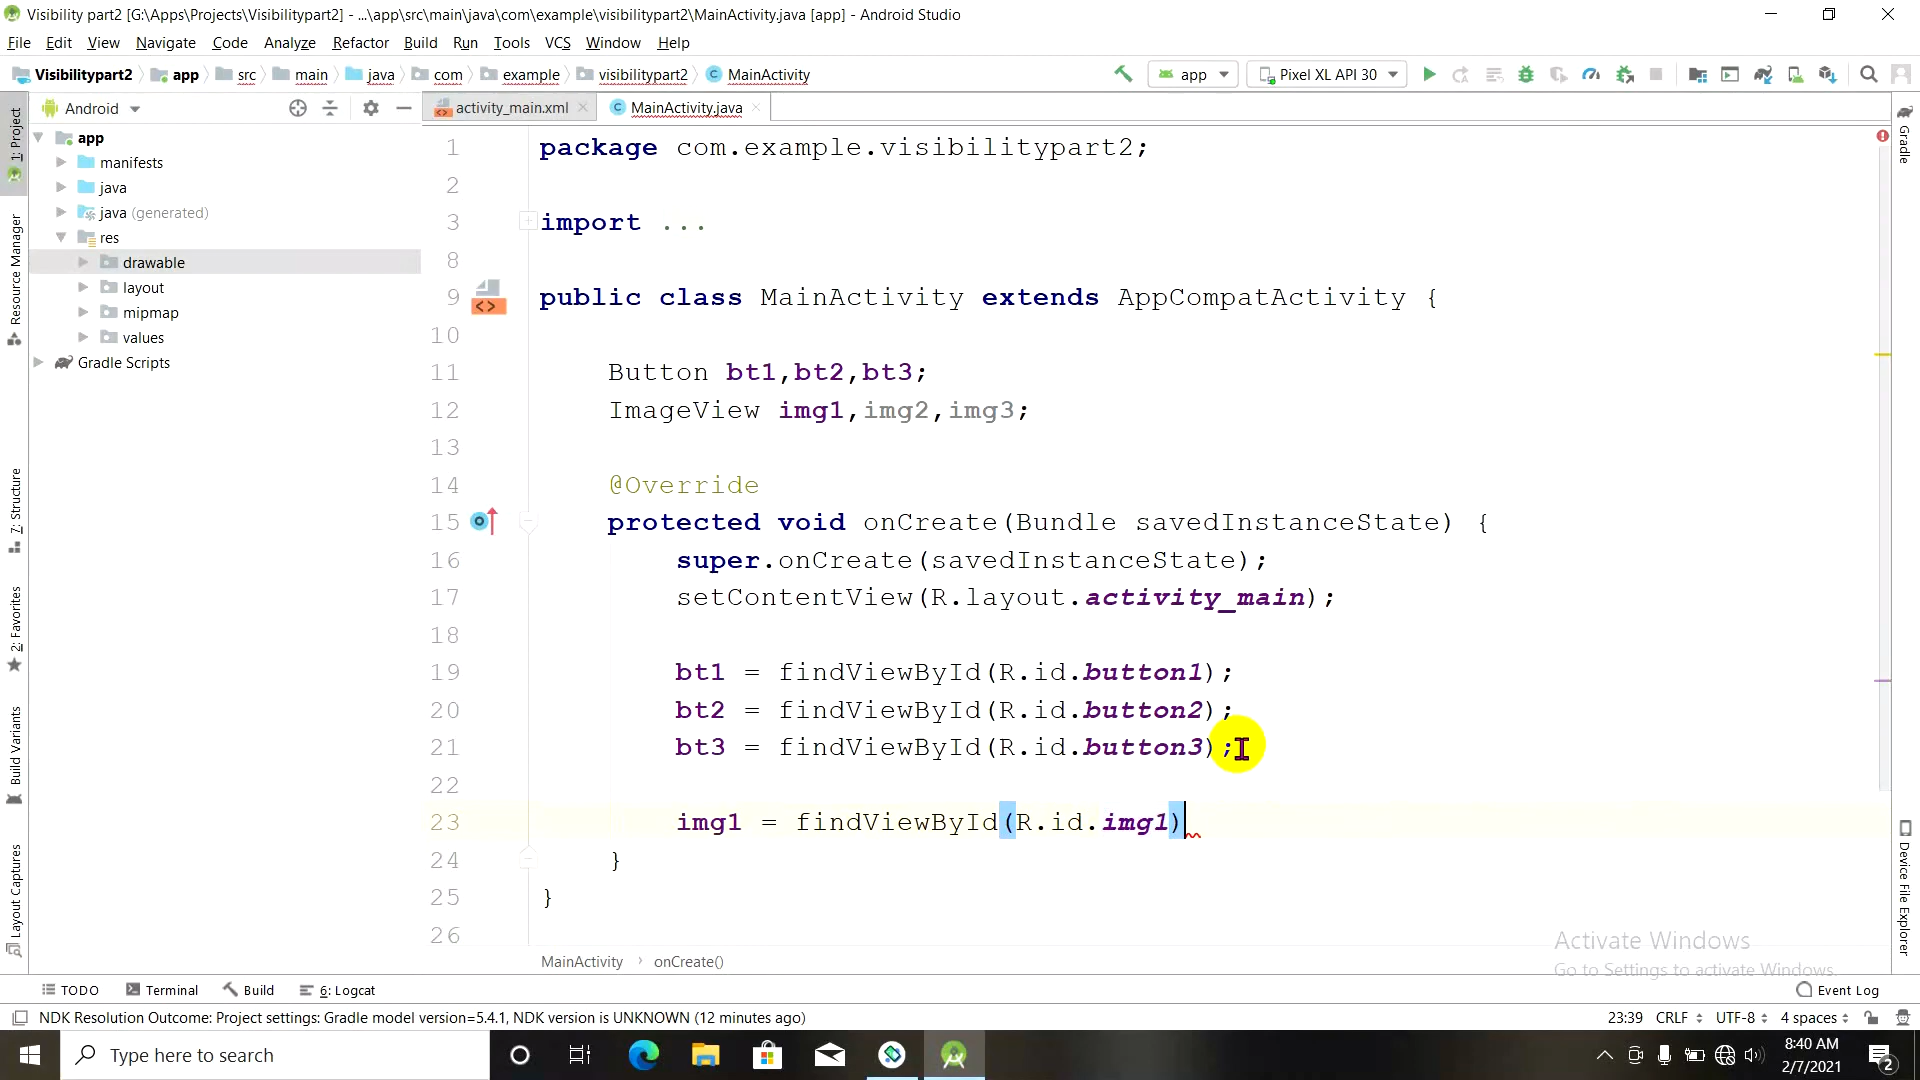 Visibility part2 [G:\Apps\Projects\Visibilitypart2] - ...\app\src\main\java\com\example\visibilitypart2\MainActivity.java [app] - Android Studio
File Edit View Navigate Code Analyze Refactor Build Run Tools VCS Window Help
Visibilitypart2 app src main java com example visibilitypart2 MainActivity app Pixel XL API 30
Android
activity_main.xml
MainActivity.java
app
manifests
java
java (generated)
res
drawable
layout
mipmap
values
Gradle Scripts
1: Project
Resource Manager
7: Structure
2: Favorites
Build Variants
Layout Captures
1 package com.example.visibilitypart2;
2
3 import ...
8
9 public class MainActivity extends AppCompatActivity {
10
11 Button bt1,bt2,bt3;
12 ImageView img1,img2,img3;
13
14 @Override
15 protected void onCreate(Bundle savedInstanceState) {
16 super.onCreate(savedInstanceState);
17 setContentView(R.layout.activity_main);
18
19 bt1 = findViewById(R.id.button1);
20 bt2 = findViewById(R.id.button2);
21 bt3 = findViewById(R.id.button3);
22
23 img1 = findViewById(R.id.img1)
24 }
25 }
26
Gradle
Device File Explorer
Activate Windows
Go to Settings to activate Windows.
MainActivity onCreate()
TODO Terminal Build 6: Logcat Event Log
NDK Resolution Outcome: Project settings: Gradle model version=5.4.1, NDK version is UNKNOWN (12 minutes ago) 23:39 CRLF UTF-8 4 spaces
Type here to search
8:40 AM
2/7/2021
2